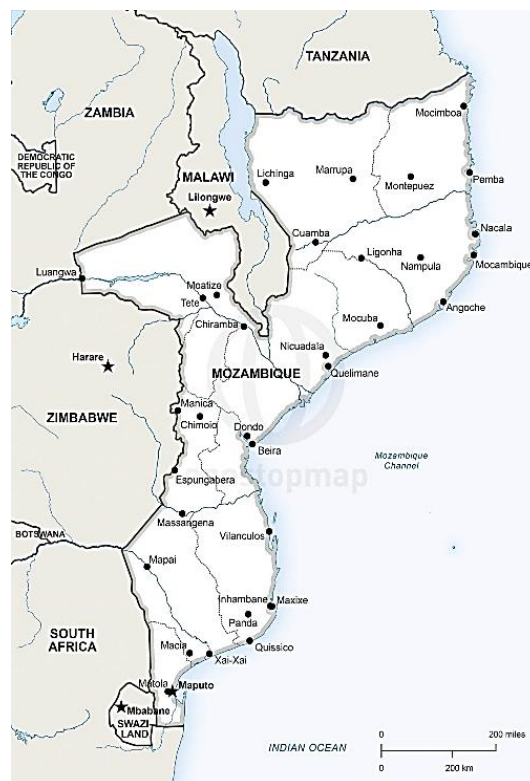 TANZANIA
ZAMBIA
Mocimboa
DEMOCRATIC
REPUBLIC OF
THE CONGO
MALAWI
Lilongwe
Lichinga
Marrupa
Montepuez
Pemba
Cuamba
Nacala
Luangwa
Ligonha
Nampula
Mocambique
Moatize
Tete
Angoche
Chiramba
Mocuba
Harare
Nicuadala
MOZAMBIQUE
Quelimane
ZIMBABWE
Manica
Chimoio
Dondo
Beira
Mozambique
Channel
Espungabera
onestopmap
Massangena
BOTSWANA
Vilanculos
Mapai
Inhambane
Maxixe
Panda
SOUTH
AFRICA
Macia
Quissico
Xai-Xai
Matola
Maputo
Mbabane
SWAZI
LAND
INDIAN OCEAN
0
200 miles
0
200 km